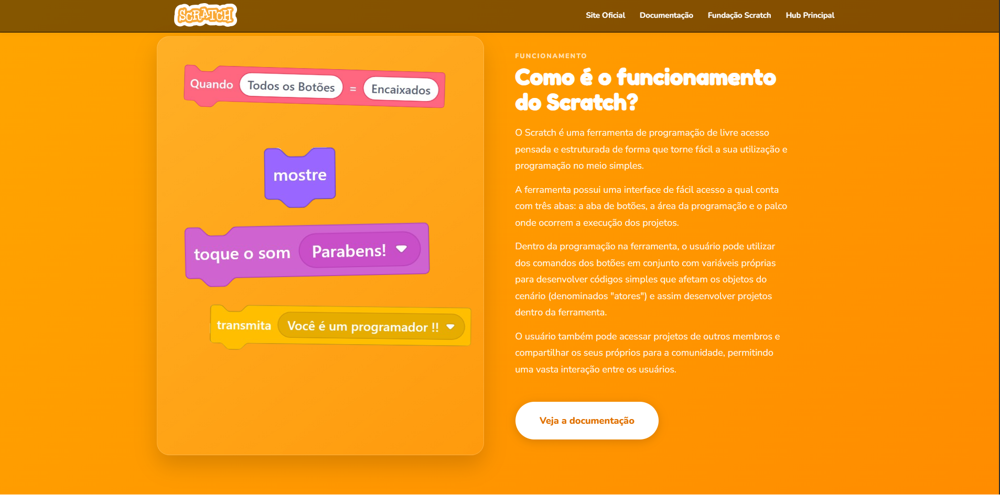 SCRATCH
Site Oficial Documentação Fundação Scratch Hub Principal
Quando Todos os Botões = Encaixados
mostre
toque o som Parabens!
transmita Você é um programador !!
FUNCIONAMENTO
Como é o funcionamento
do Scratch?
O Scratch é uma ferramenta de programação de livre acesso
pensada e estruturada de forma que torne fácil a sua utilização e
programação no meio simples.
A ferramenta possui uma interface de fácil acesso a qual conta
com três abas: a aba de botões, a área da programação e o palco
onde ocorrem a execução dos projetos.
Dentro da programação na ferramenta, o usuário pode utilizar
dos comandos dos botões em conjunto com variáveis próprias
para desenvolver códigos simples que afetam os objetos do
cenário (denominados "atores") e assim desenvolver projetos
dentro da ferramenta.
O usuário também pode acessar projetos de outros membros e
compartilhar os seus próprios para a comunidade, permitindo
uma vasta interação entre os usuários.
Veja a documentação